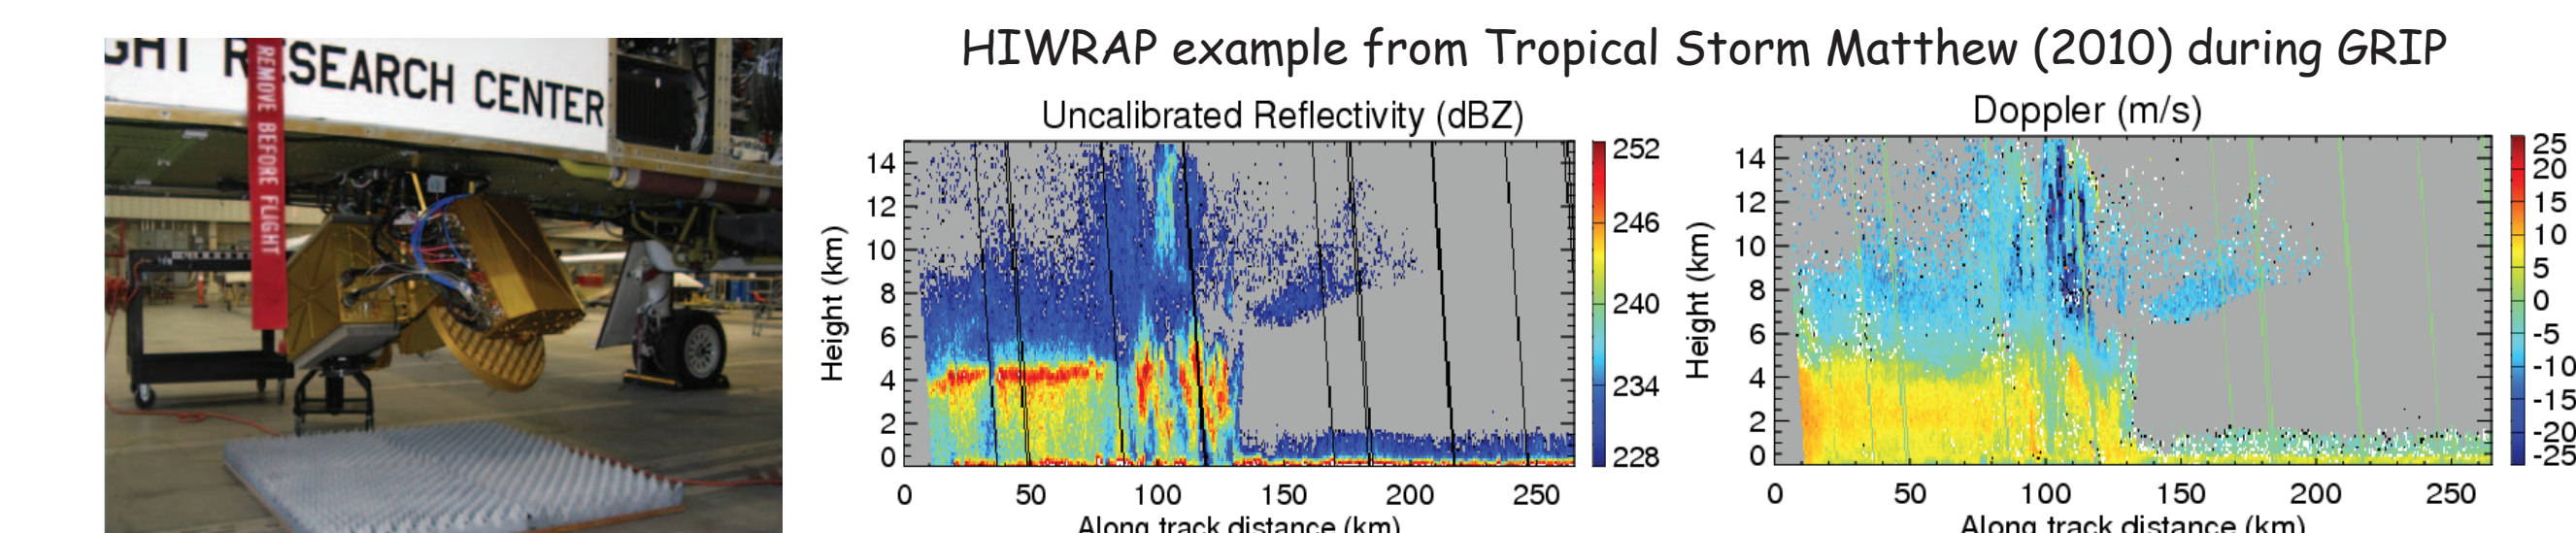 GHT RESEARCH CENTER
REMOVE BEFORE FLIGHT
HIWRAP example from Tropical Storm Matthew (2010) during GRIP
Uncalibrated Reflectivity (dBZ)
Height (km)
14
12
10
8
6
4
2
0
0 50 100 150 200 250
Along track distance (km)
252
246
240
234
228
Doppler (m/s)
Height (km)
14
12
10
8
6
4
2
0
0 50 100 150 200 250
Along track distance (km)
25
20
15
10
5
0
-5
-10
-15
-20
-25